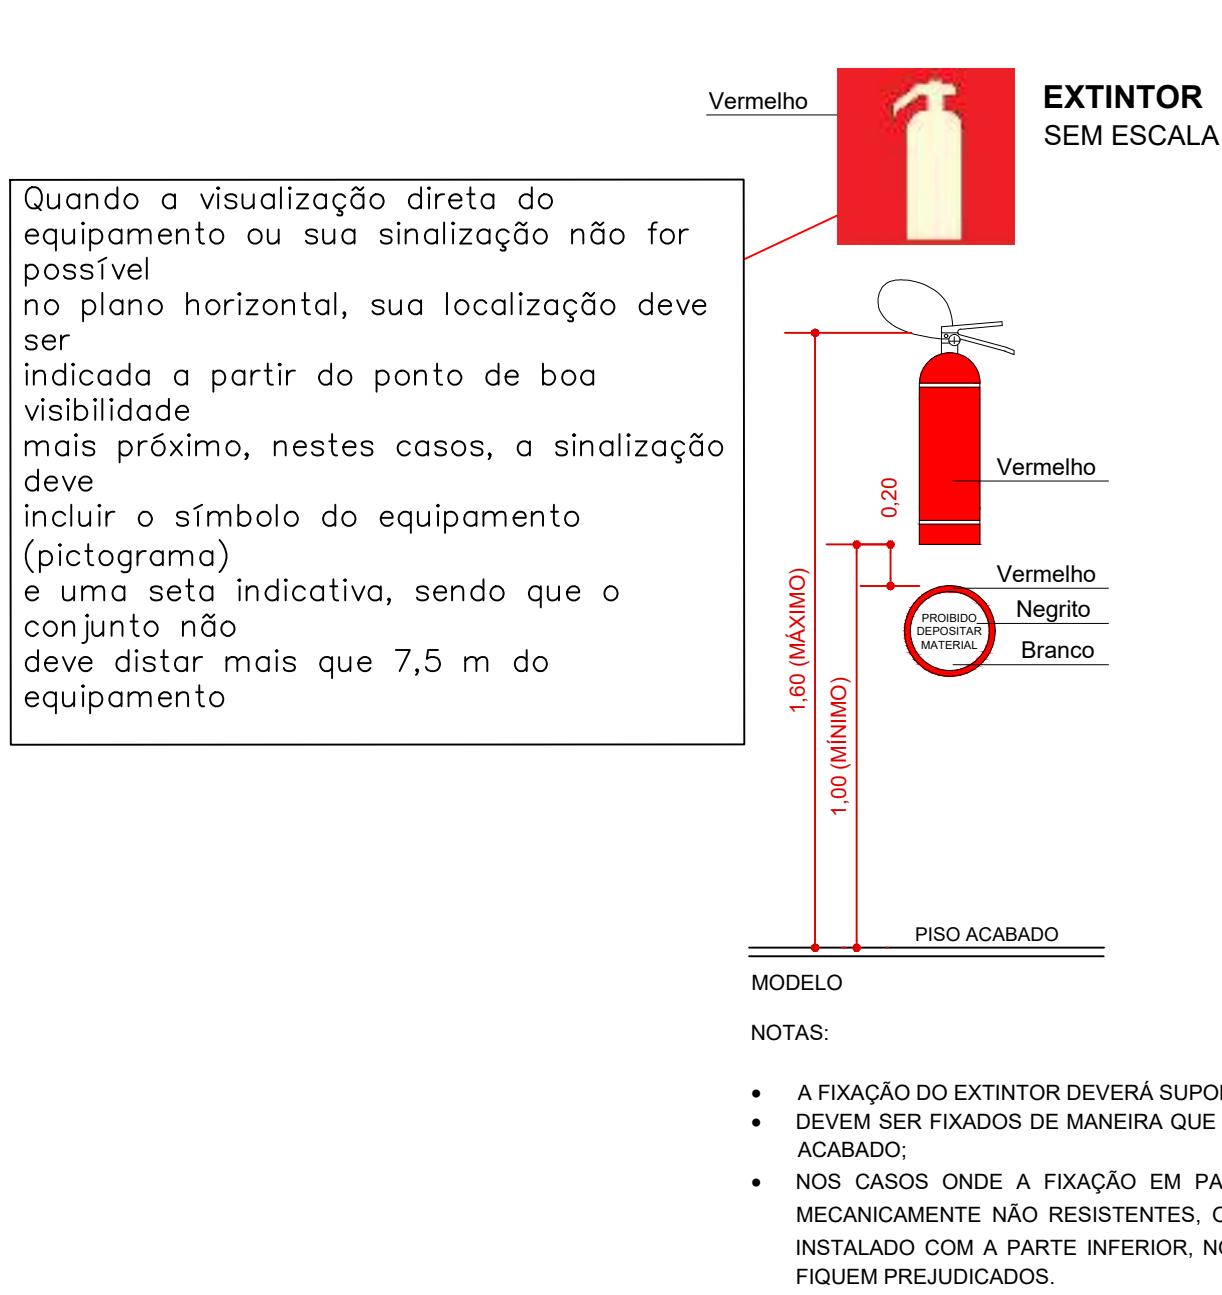 Vermelho
EXTINTOR
SEM ESCALA
Quando a visualização direta do
equipamento ou sua sinalização não for
possível
no plano horizontal, sua localização deve
ser
indicada a partir do ponto de boa
visibilidade
mais próximo, nestes casos, a sinalização
deve
incluir o símbolo do equipamento
(pictograma)
e uma seta indicativa, sendo que o
conjunto não
deve distar mais que 7,5 m do
equipamento
Vermelho
0,20
1,60 (MÁXIMO)
1,00 (MÍNIMO)
Vermelho
Negrito
Branco
PROIBIDO
DEPOSITAR
MATERIAL
PISO ACABADO
MODELO
NOTAS:
• A FIXAÇÃO DO EXTINTOR DEVERÁ
• DEVEM SER FIXADOS DE MANEIRA QUE
ACABADO;
• NOS CASOS ONDE A FIXAÇÃO EM
MECANICAMENTE NÃO RESISTENTES,
INSTALADO COM A PARTE INFERIOR,
FIQUEM PREJUDICADOS.